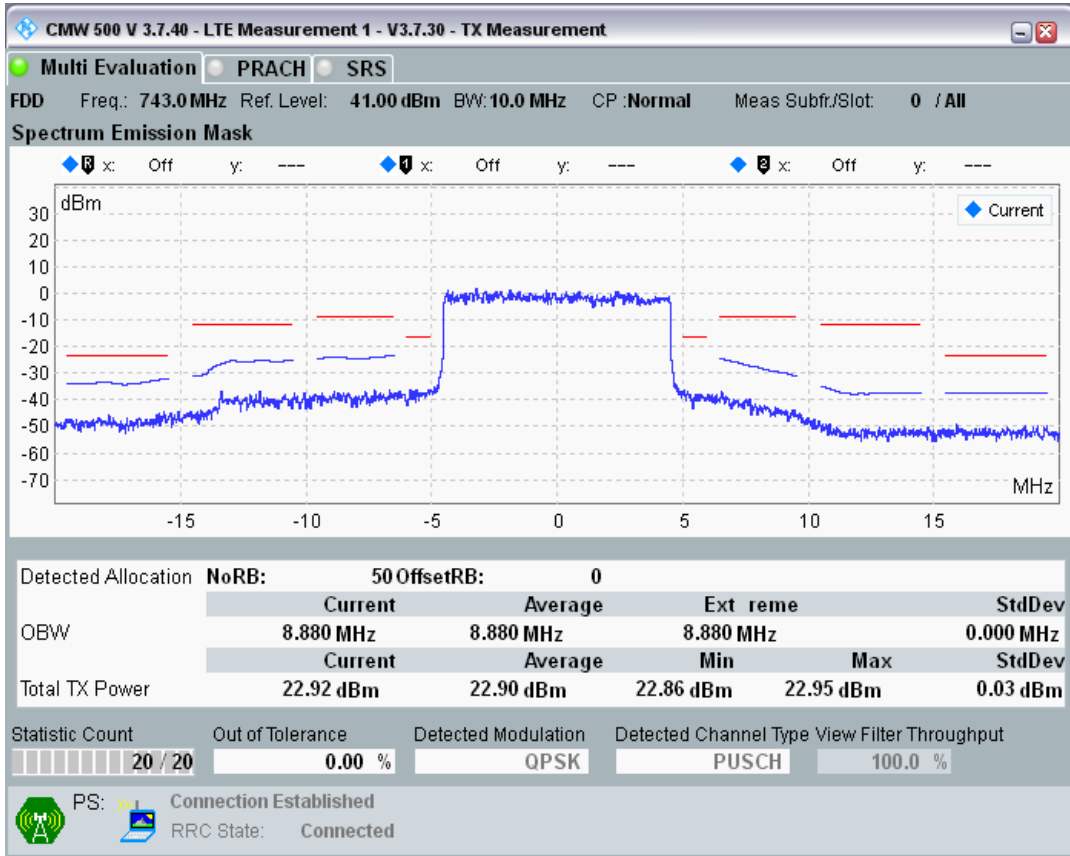 CMW 500 V 3.7.40 - LTE Measurement 1 - V3.7.30 - TX Measurement
Multi Evaluation PRACH SRS
FDD Freq.: 743.0 MHz Ref. Level: 41.00 dBm BW: 10.0 MHz CP :Normal Meas Subfr./Slot: 0 / All
Spectrum Emission Mask
R x: Off y: --- 1 x: Off y: --- 2 x: Off y: ---
dBm
Current
30
20
10
0
-10
-20
-30
-40
-50
-60
-70
MHz
-15 -10 -5 0 5 10 15
Detected Allocation NoRB: 50 OffsetRB: 0
Current Average Ext reme StdDev
OBW 8.880 MHz 8.880 MHz 8.880 MHz 0.000 MHz
Current Average Min Max StdDev
Total TX Power 22.92 dBm 22.90 dBm 22.86 dBm 22.95 dBm 0.03 dBm
Statistic Count Out of Tolerance Detected Modulation Detected Channel Type View Filter Throughput
20 / 20 0.00 % QPSK PUSCH 100.0 %
PS: Connection Established
RRC State: Connected